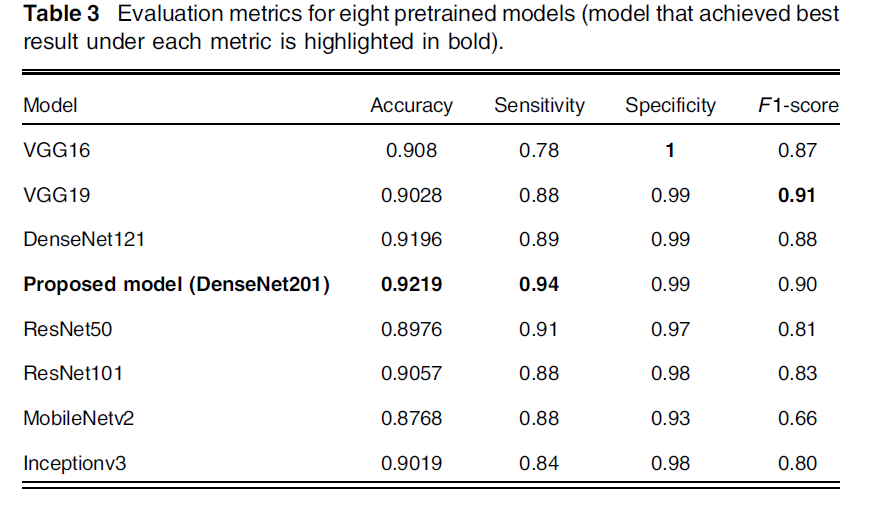 Table 3 Evaluation metrics for eight pretrained models (model that achieved best
result under each metric is highlighted in bold).
Model Accuracy Sensitivity Specificity F1-score
VGG16 0.908 0.78 1 0.87
VGG19 0.9028 0.88 0.99 0.91
DenseNet121 0.9196 0.89 0.99 0.88
Proposed model (DenseNet201) 0.9219 0.94 0.99 0.90
ResNet50 0.8976 0.91 0.97 0.81
ResNet101 0.9057 0.88 0.98 0.83
MobileNetv2 0.8768 0.88 0.93 0.66
Inceptionv3 0.9019 0.84 0.98 0.80